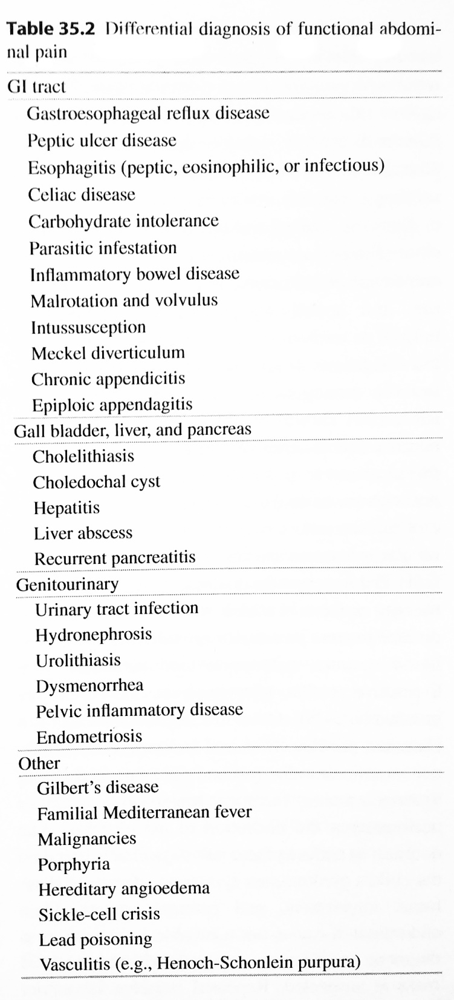 Table 35.2 Differential diagnosis of functional abdomi-
nal pain
GI tract
Gastroesophageal reflux disease
Peptic ulcer disease
Esophagitis (peptic, eosinophilic, or infectious)
Celiac disease
Carbohydrate intolerance
Parasitic infestation
Inflammatory bowel disease
Malrotation and volvulus
Intussusception
Meckel diverticulum
Chronic appendicitis
Epiploic appendagitis
Gall bladder, liver, and pancreas
Cholelithiasis
Choledochal cyst
Hepatitis
Liver abscess
Recurrent pancreatitis
Genitourinary
Urinary tract infection
Hydronephrosis
Urolithiasis
Dysmenorrhea
Pelvic inflammatory disease
Endometriosis
Other
Gilbert's disease
Familial Mediterranean fever
Malignancies
Porphyria
Hereditary angioedema
Sickle-cell crisis
Lead poisoning
Vasculitis (e.g., Henoch-Schonlein purpura)